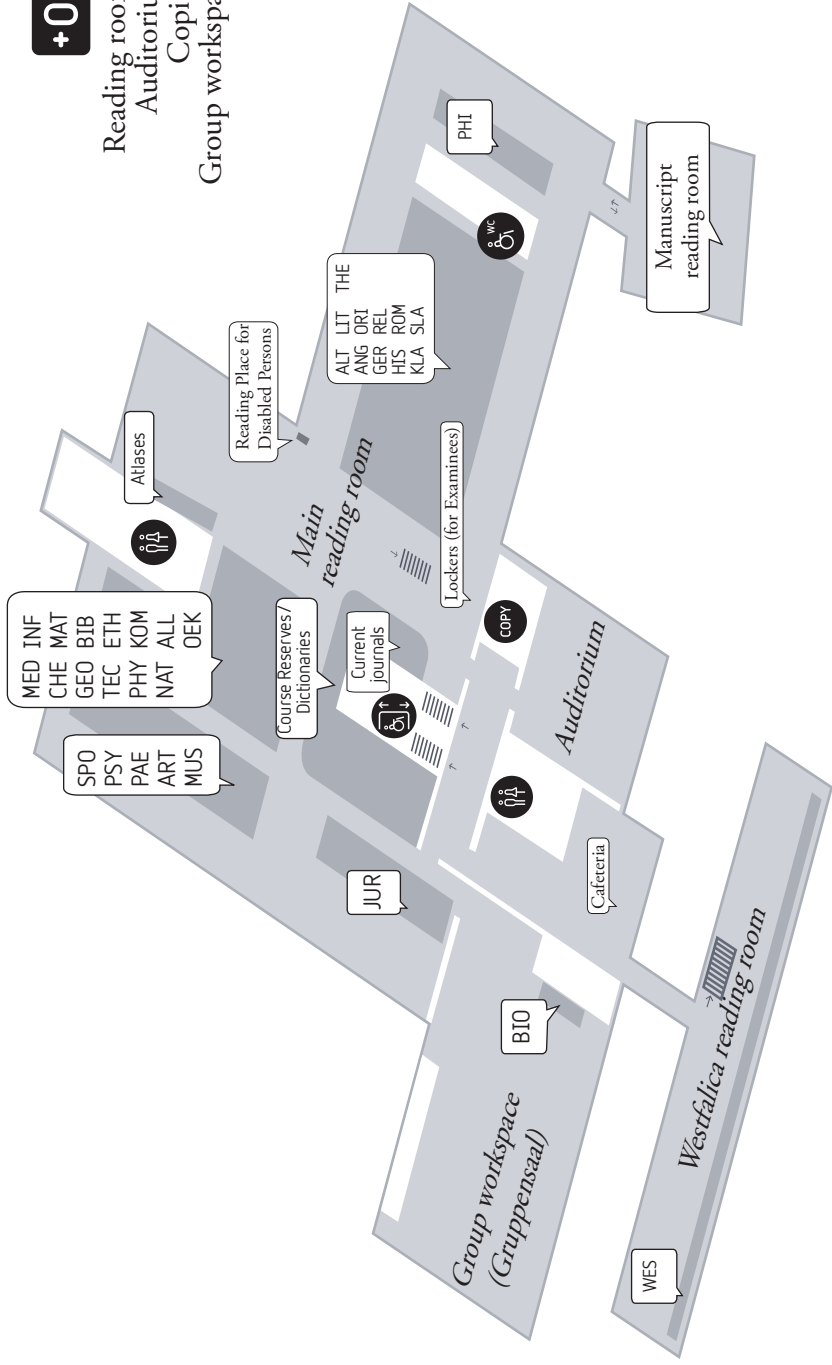 +0
Reading room
Auditoriu
Copi
Group workspa
MED INF
CHE MAT
GEO BIB
TEC ETH
PHY KOM
NAT ALL
OEK
SPO
PSY
PAE
ART
MUS
Atlases
Reading Place for
Disabled Persons
Course Reserves /
Dictionaries
Main
reading room
ALT LIT THE
ANG ORI
GER REL
HIS ROM
KLA SLA
Current
journals
JUR
PHI
WC
Lockers (for Examinees)
COPY
BIO
Group workspace
(Gruppensaal)
Auditorium
Cafeteria
Manuscript
reading room
WES
Westfalica reading room